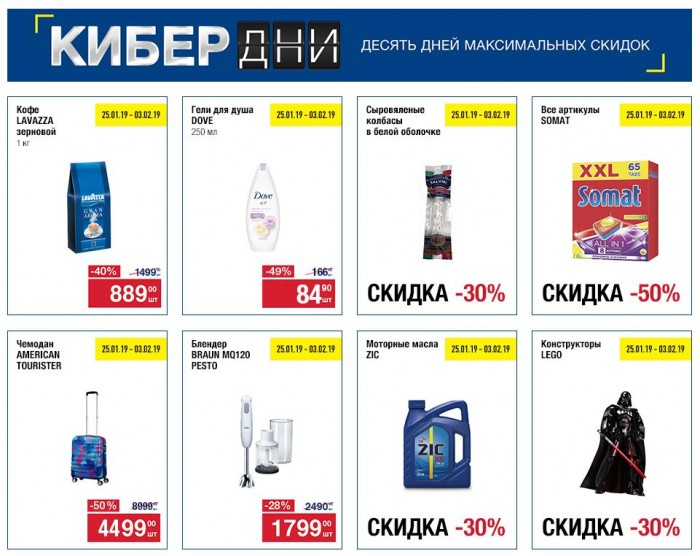 КИБЕР ДНИ
ДЕСЯТЬ ДНЕЙ МАКСИМАЛЬНЫХ СКИДОК
Кофе
LAVAZZA
зерновой
1 кг
25.01.19 - 03.02.19
LAVAZZA
GRAN
AROMA
-40% 1499
889 00
шт
Гели для душа
DOVE
250 мл
25.01.19 - 03.02.19
Dove
-49% 166
84 90
шт
Сыровяленые
колбасы
в белой оболочке
25.01.19 - 03.02.19
СКИДКА -30%
Все артикулы
SOMAT
25.01.19 - 03.02.19
XXL 65
TABS
Somat
ALL IN 1
8
СКИДКА -50%
Чемодан
AMERICAN
TOURISTER
25.01.19 - 03.02.19
-50% 8999
4499 00
шт
Блендер
BRAUN MQ120
PESTO
25.01.19 - 03.02.19
-28% 2490
1799 00
шт
Моторные масла
ZIC
25.01.19 - 03.02.19
ZIC
X5
СКИДКА -30%
Конструкторы
LEGO
25.01.19 - 03.02.19
СКИДКА -30%